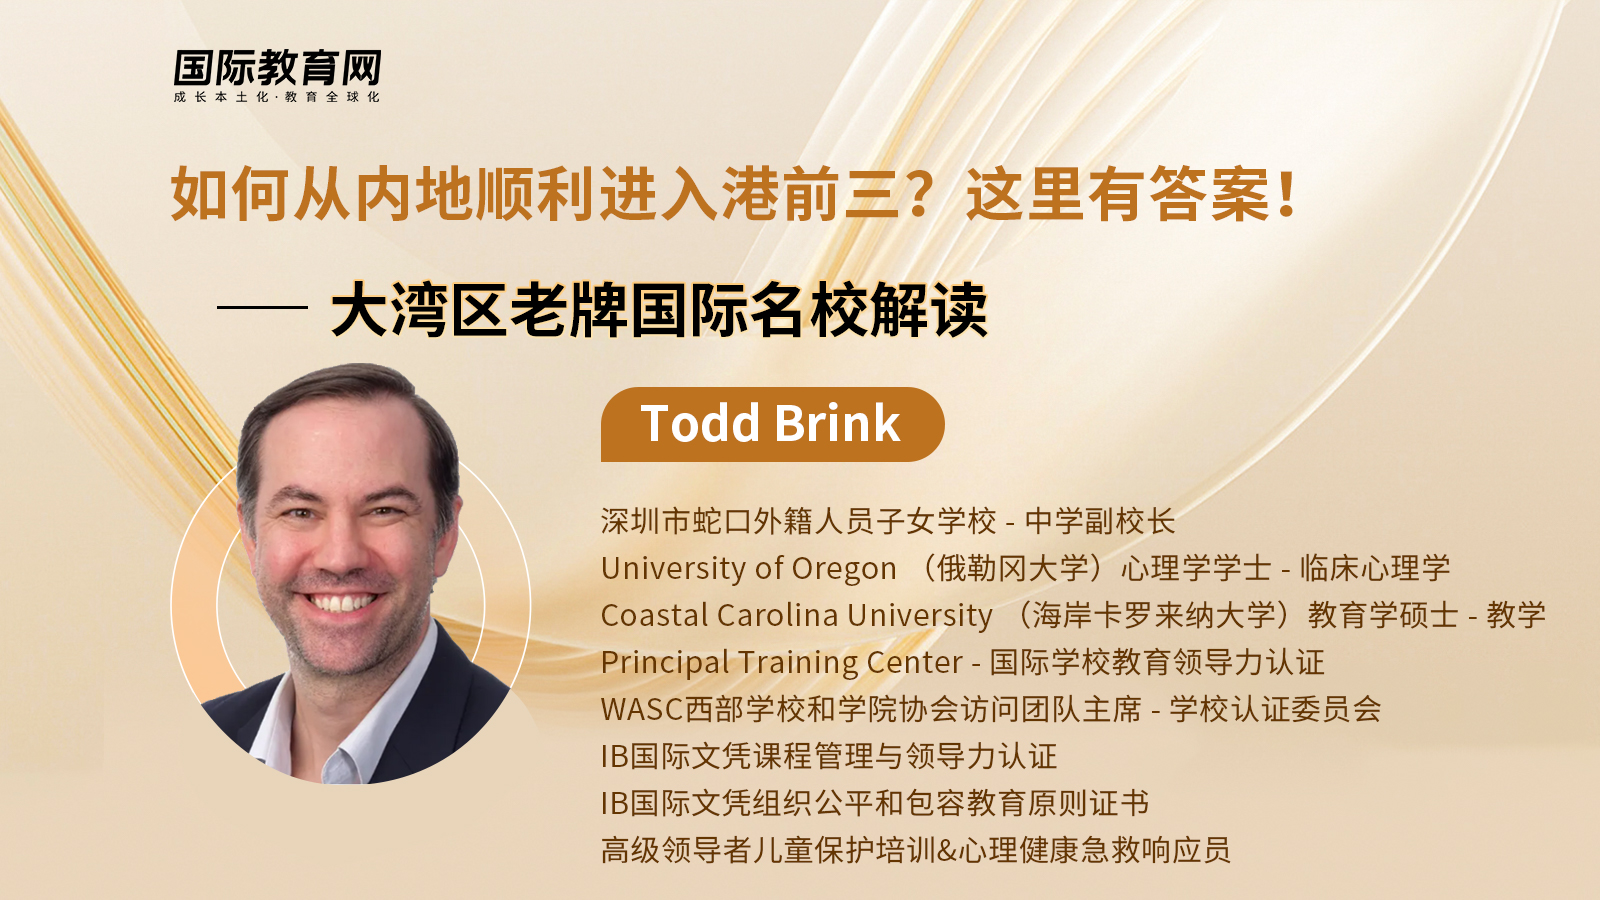 国际教育网
成长本土化·教育全球化
如何从内地顺利进入港前三？这里有答案！
——大湾区老牌国际名校解读
Todd Brink
深圳市蛇口外籍人员子女学校 - 中学副校长
University of Oregon （俄勒冈大学）心理学学士 - 临床心理学
Coastal Carolina University （海岸卡罗来纳大学）教育学硕士 - 教学
Principal Training Center - 国际学校教育领导力认证
WASC西部学校和学院协会访问团队主席 - 学校认证委员会
IB国际文凭课程管理与领导力认证
IB国际文凭组织公平和包容教育原则证书
高级领导者儿童保护培训&心理健康急救响应员